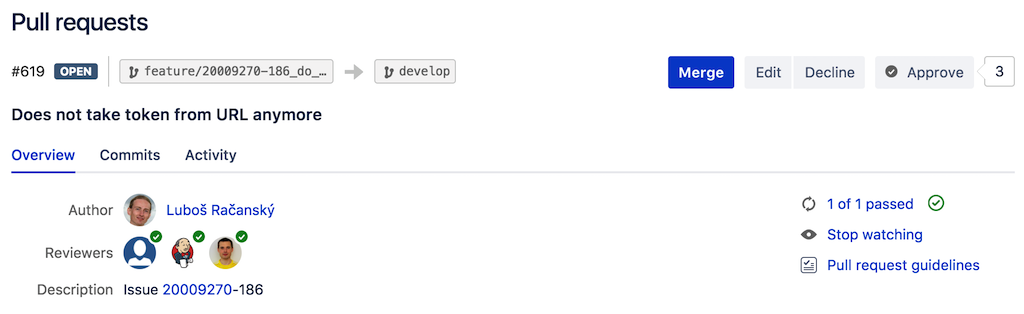 Pull requests
#619 OPEN feature/20009270-186_do_… develop Merge Edit Decline Approve 3
Does not take token from URL anymore
Overview Commits Activity
Author Luboš Račanský 1 of 1 passed
Reviewers Stop watching
Pull request guidelines
Description Issue 20009270-186